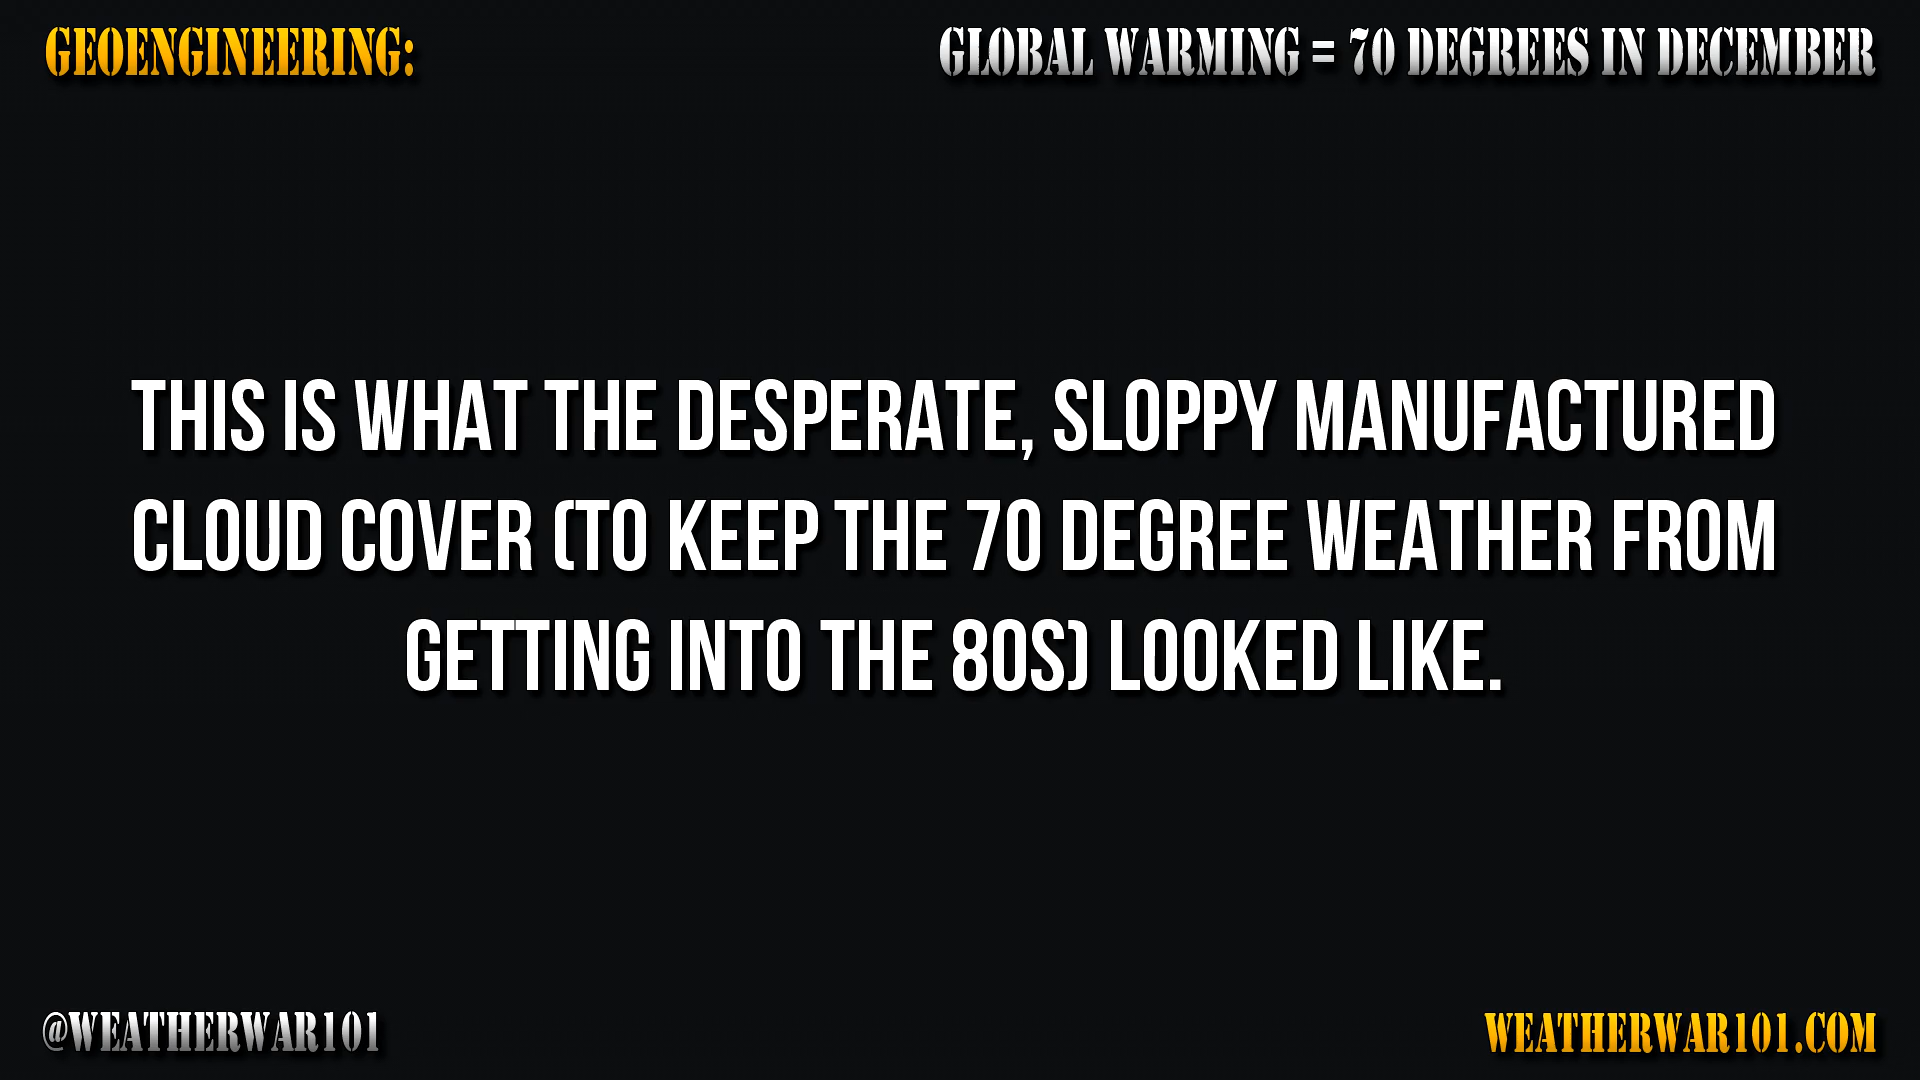 GEOENGINEERING:
GLOBAL WARMING = 70 DEGREES IN DECEMBER
THIS IS WHAT THE DESPERATE, SLOPPY MANUFACTURED
CLOUD COVER (TO KEEP THE 70 DEGREE WEATHER FROM
GETTING INTO THE 80S) LOOKED LIKE.
@WEATHERWAR101
WEATHERWAR101.COM